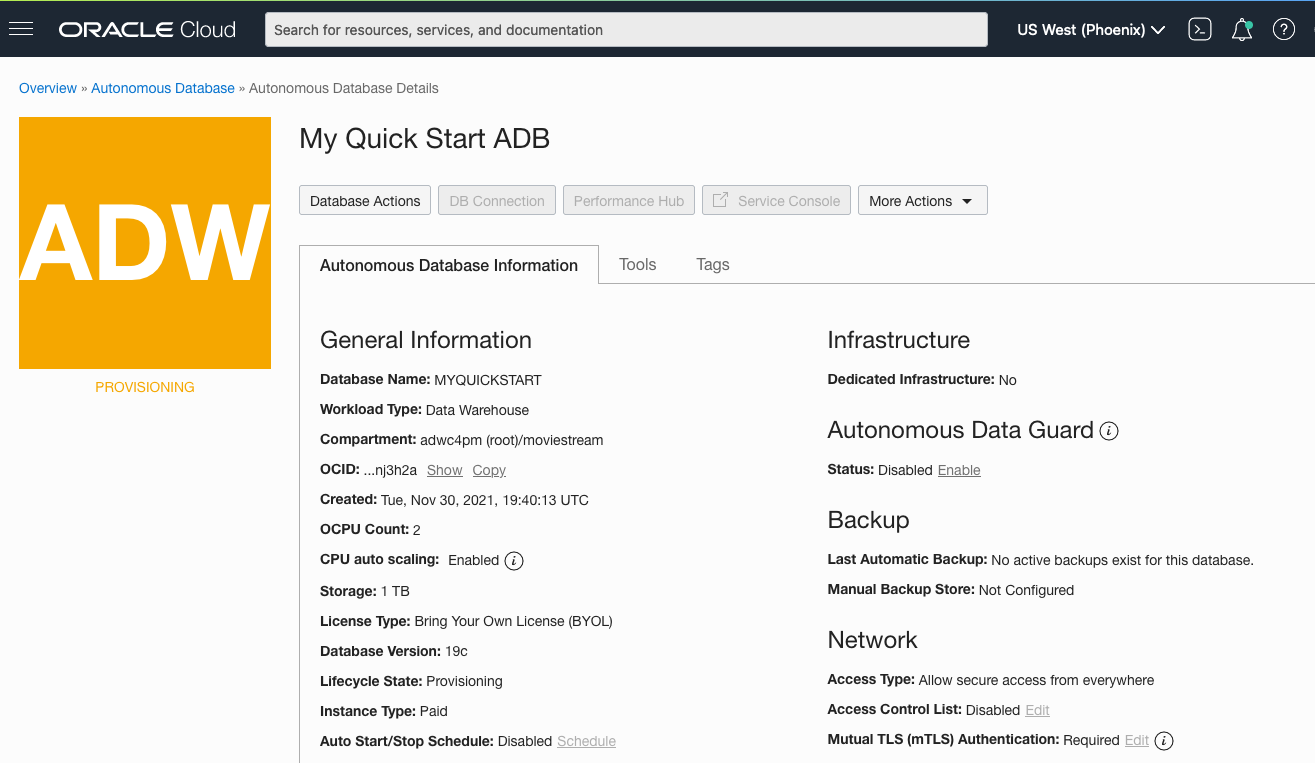 ORACLE Cloud
Search for resources, services, and documentation
US West (Phoenix)
Overview » Autonomous Database » Autonomous Database Details
ADW
PROVISIONING
My Quick Start ADB
Database Actions
DB Connection
Performance Hub
Service Console
More Actions
Autonomous Database Information
Tools
Tags
General Information
Database Name: MYQUICKSTART
Workload Type: Data Warehouse
Compartment: adwc4pm (root)/moviestream
OCID: ...nj3h2a Show Copy
Created: Tue, Nov 30, 2021, 19:40:13 UTC
OCPU Count: 2
CPU auto scaling: Enabled i
Storage: 1 TB
License Type: Bring Your Own License (BYOL)
Database Version: 19c
Lifecycle State: Provisioning
Instance Type: Paid
Auto Start/Stop Schedule: Disabled Schedule
Infrastructure
Dedicated Infrastructure: No
Autonomous Data Guard i
Status: Disabled Enable
Backup
Last Automatic Backup: No active backups exist for this database.
Manual Backup Store: Not Configured
Network
Access Type: Allow secure access from everywhere
Access Control List: Disabled Edit
Mutual TLS (mTLS) Authentication: Required Edit i